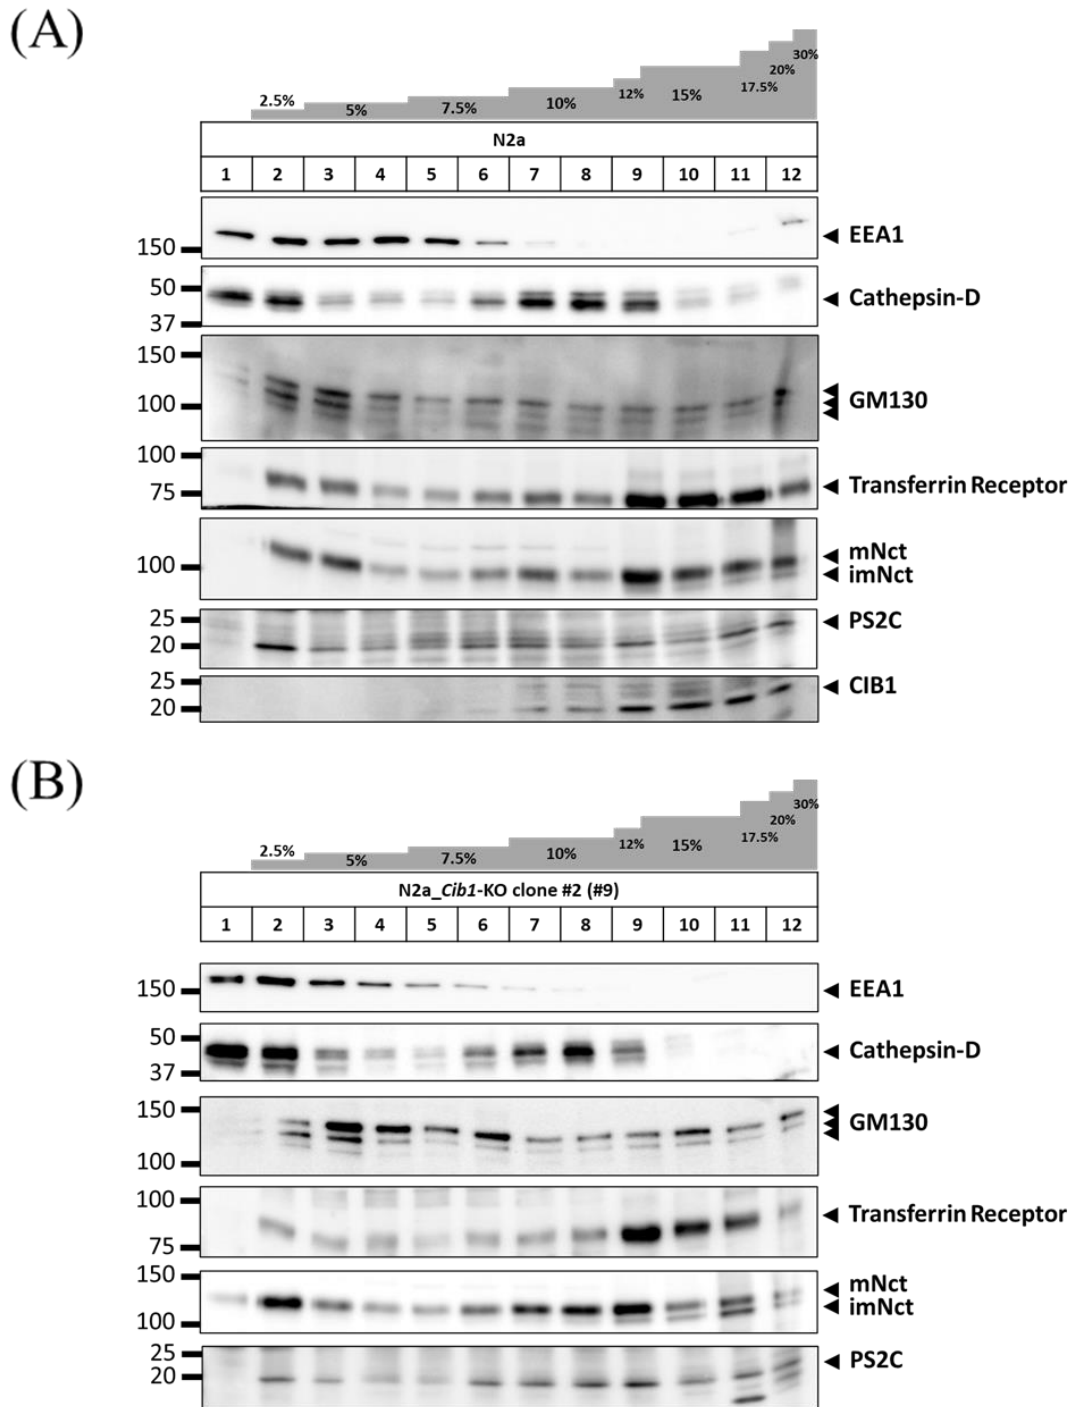 (A)
2.5% 5% 7.5% 10% 12% 15% 17.5% 20% 30%
N2a
1 2 3 4 5 6 7 8 9 10 11 12
150 EEA1
50 Cathepsin-D
37
150
100 GM130
100
75 Transferrin Receptor
mNct
100 imNct
25 PS2C
20
25 CIB1
20
(B)
2.5% 5% 7.5% 10% 12% 15% 17.5% 20% 30%
N2a_Cib1-KO clone #2 (#9)
1 2 3 4 5 6 7 8 9 10 11 12
150 EEA1
50 Cathepsin-D
37
150 GM130
100
100 Transferrin Receptor
75
150 mNct
imNct
100
25 PS2C
20